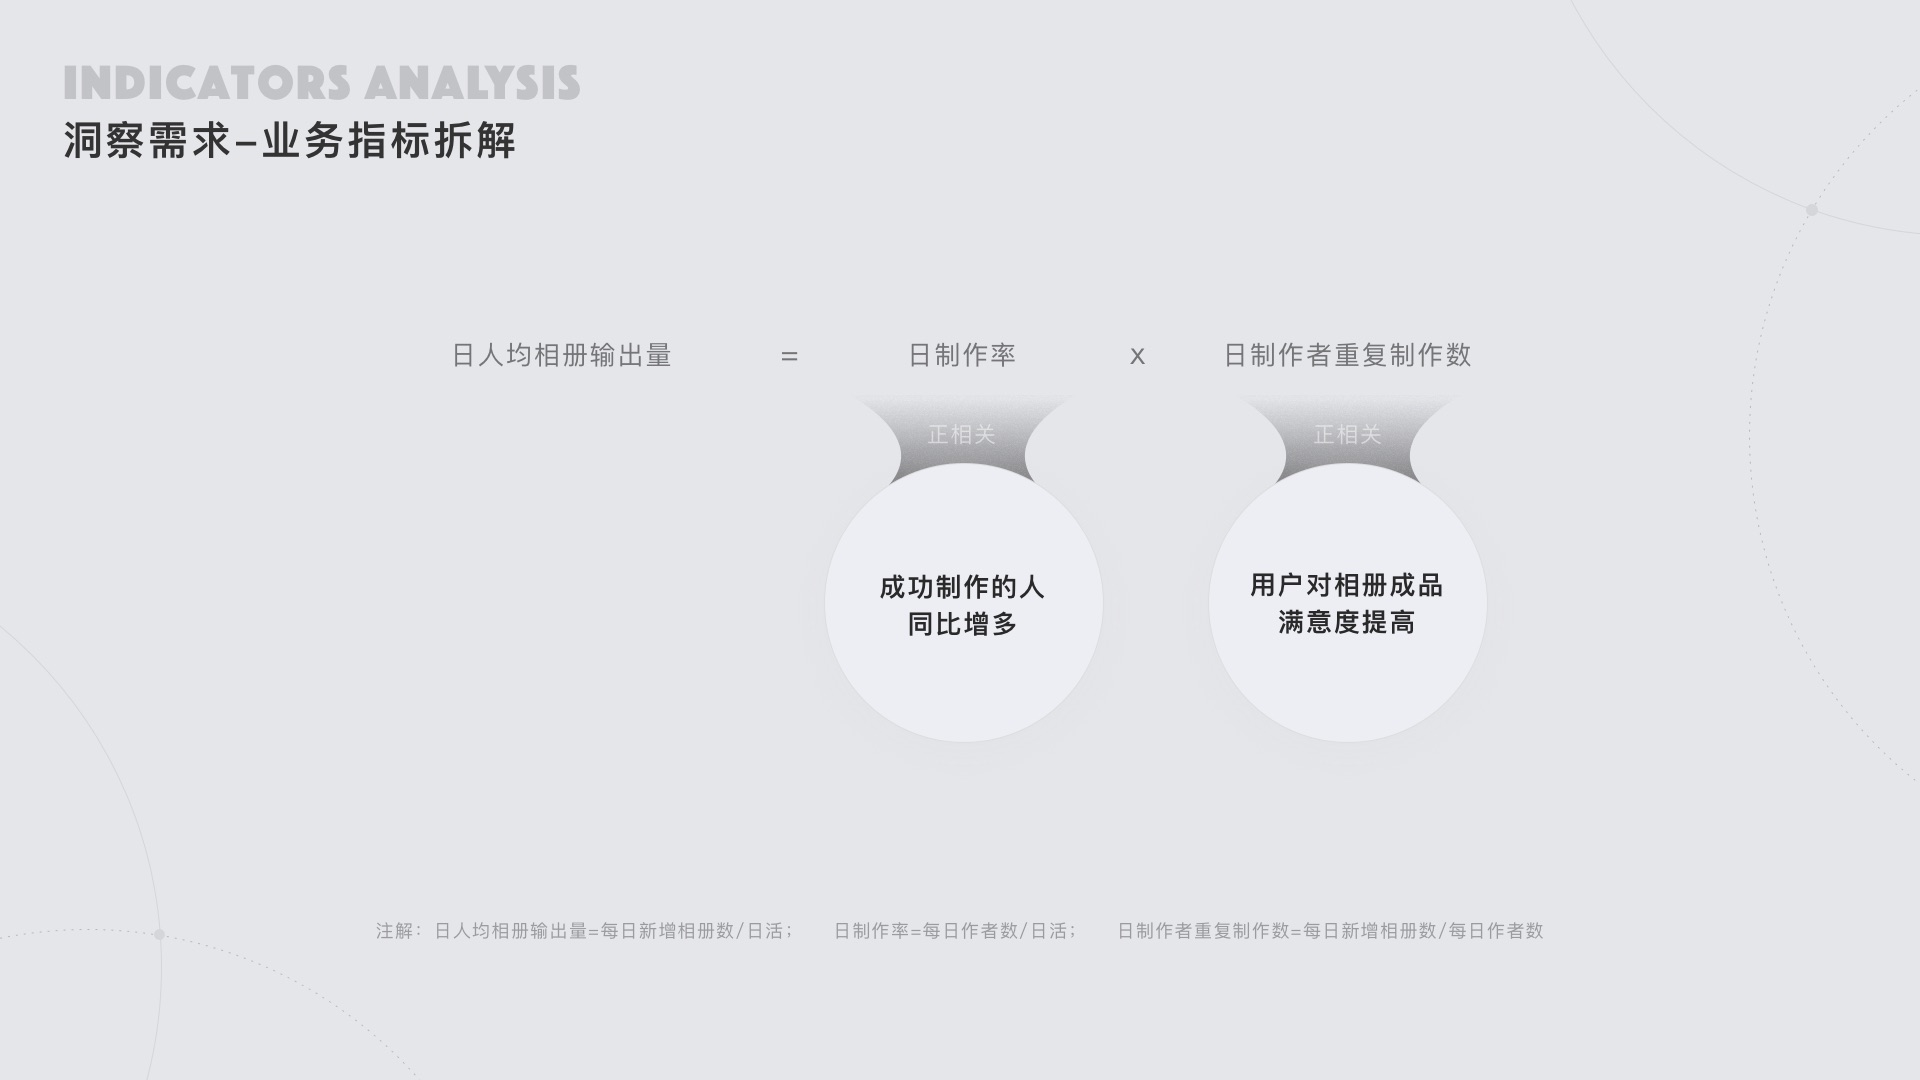 INDICATORS ANALYSIS
洞察需求–业务指标拆解
日人均相册输出量 = 日制作率 x 日制作者重复制作数
正相关 正相关
成功制作的人
同比增多
用户对相册成品
满意度提高
注解：日人均相册输出量=每日新增相册数/日活； 日制作率=每日作者数/日活； 日制作者重复制作数=每日新增相册数/每日作者数